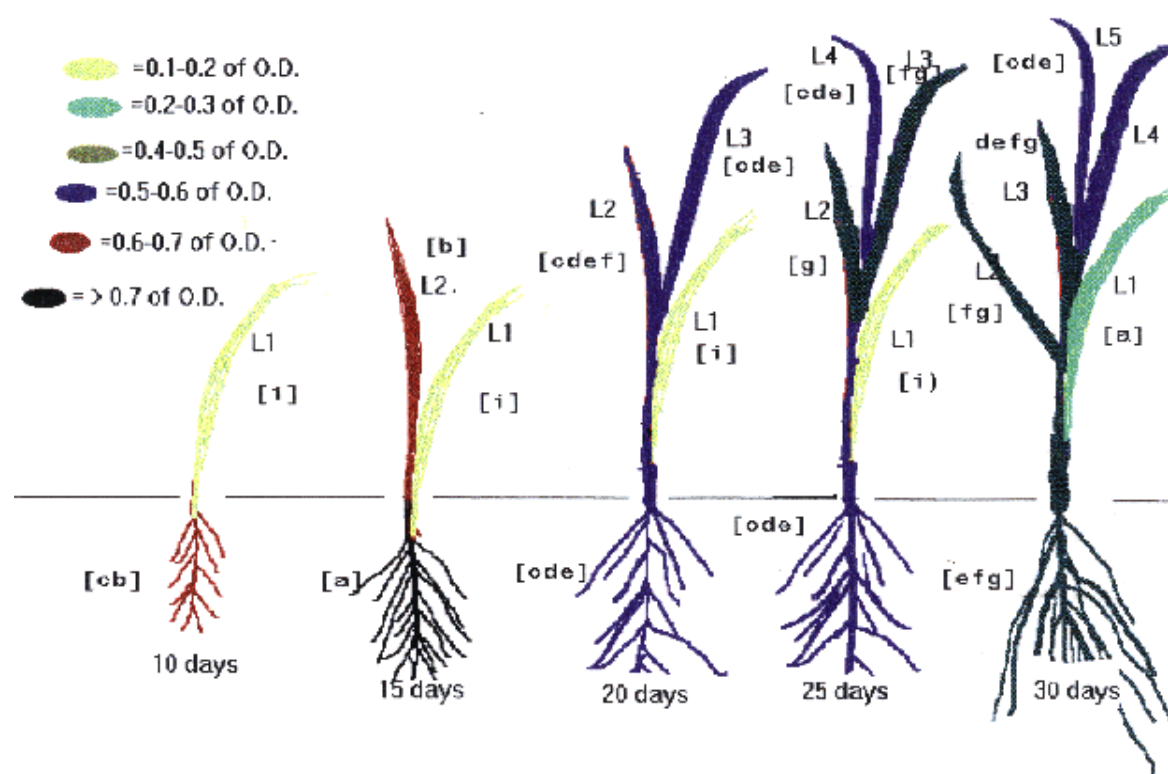 =0.1-0.2 of O.D.
=0.2-0.3 of O.D.
=0.4-0.5 of O.D.
=0.5-0.6 of O.D.
=0.6-0.7 of O.D.-
= > 0.7 of O.D.
L1
[i]
[cb]
10 days
[b]
L2.
L1
[i]
[a]
15 days
L3
[cde]
L2
[cdef]
L1
[i]
[cde]
20 days
L4
[cde]
L3
[fg]
L2
[g]
L1
[i)
[cde]
25 days
L5
[cde]
L4
defg
L3
L2
[fg]
L1
[a]
[efg]
30 days